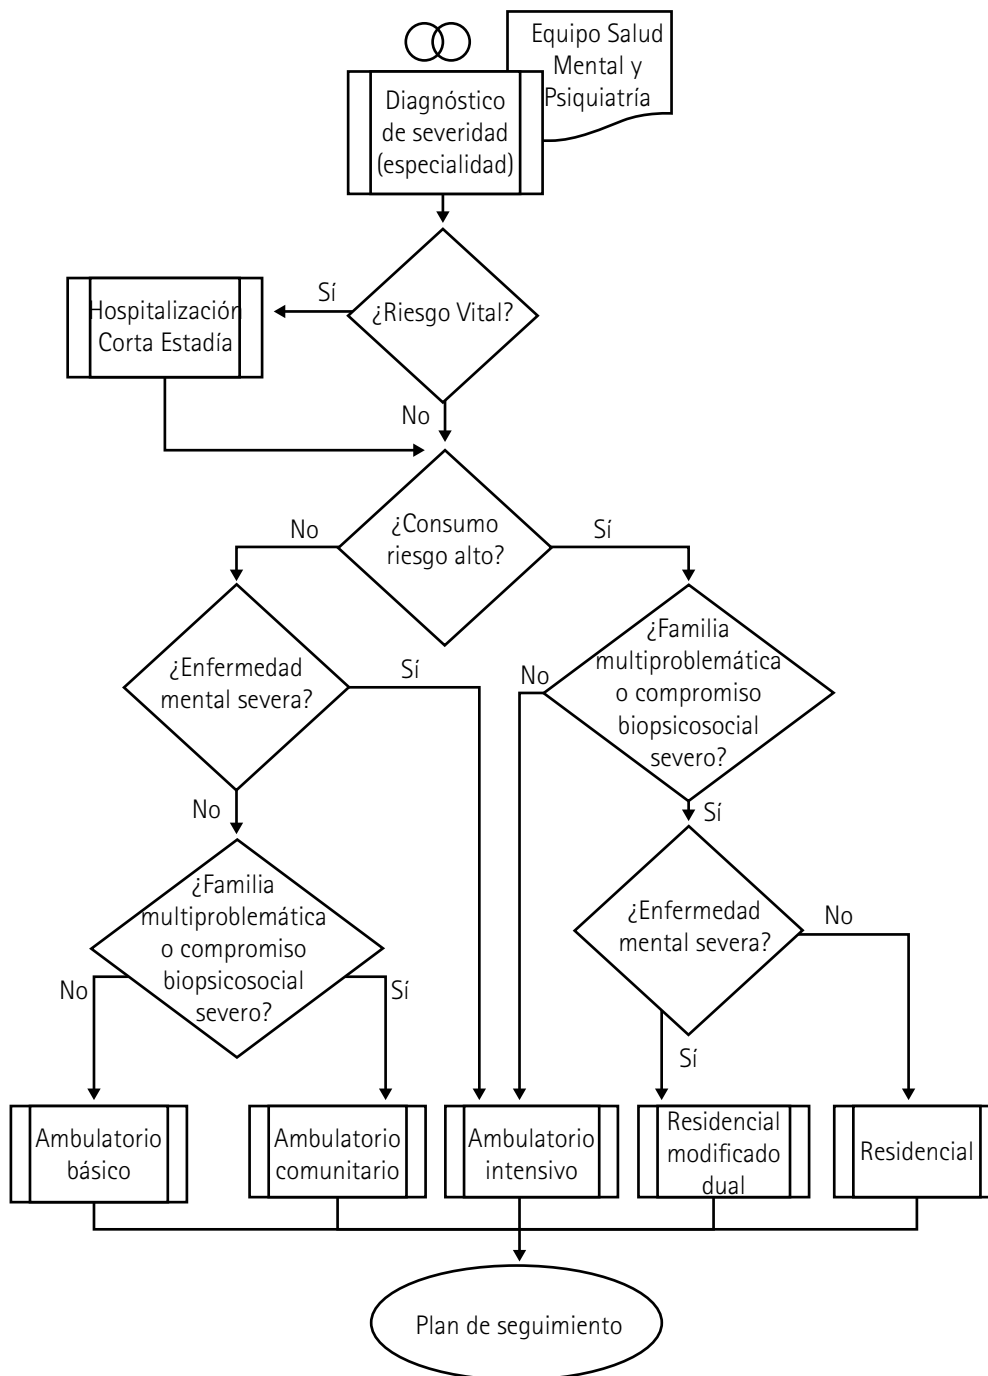 Equipo Salud
Mental y
Psiquiatría
Diagnóstico
de severidad
(especialidad)
Sí
Hospitalización
Corta Estadía
¿Riesgo Vital?
No
No
¿Consumo
riesgo alto?
Sí
¿Enfermedad
mental severa?
Sí
No
¿Familia
multiproblemática
o compromiso
biopsicosocial
severo?
No
Sí
¿Familia
multiproblemática
o compromiso
biopsicosocial
severo?
No
Sí
¿Enfermedad
mental severa?
No
Sí
Ambulatorio
básico
Ambulatorio
comunitario
Ambulatorio
intensivo
Residencial
modificado
dual
Residencial
Plan de seguimiento